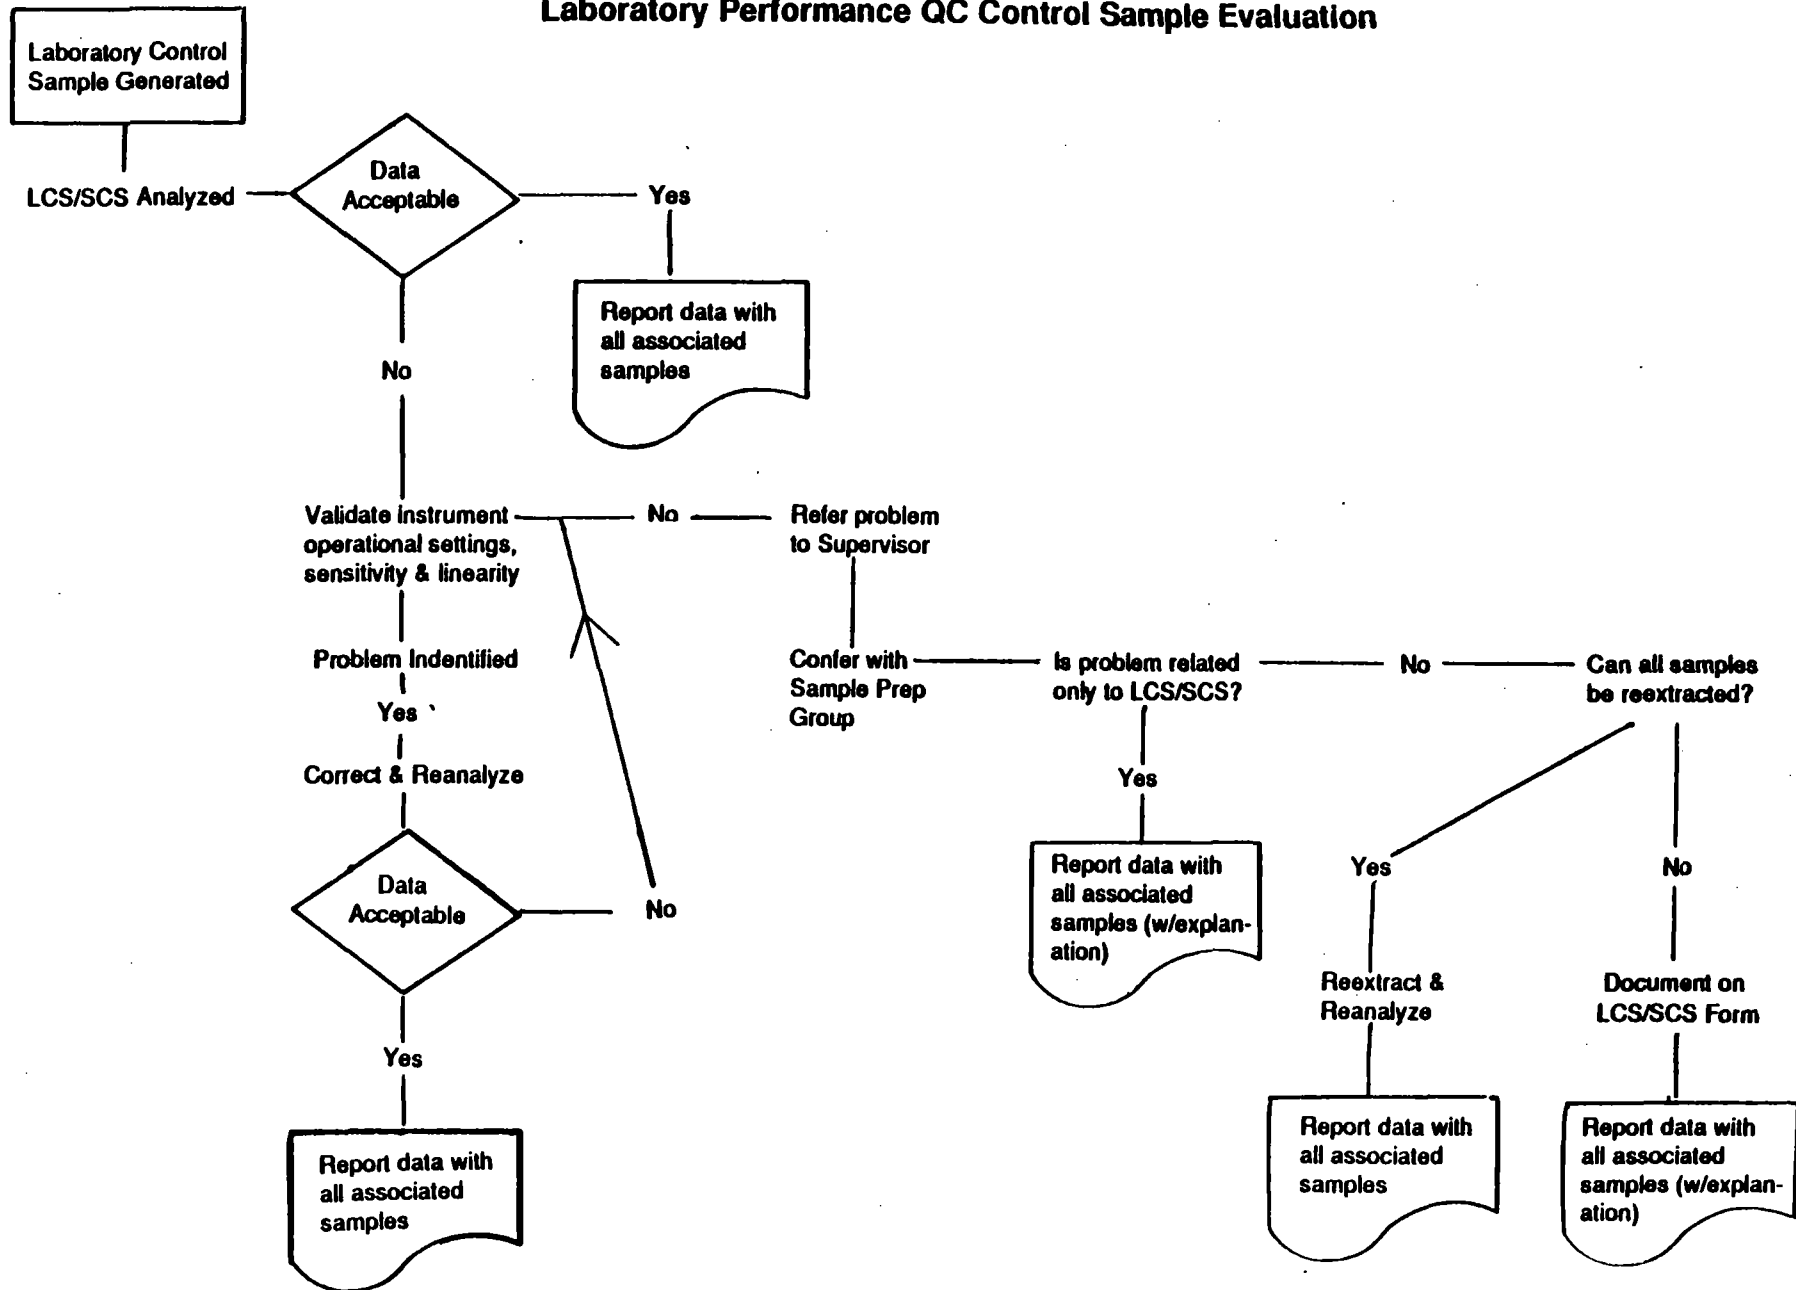 Laboratory Performance QC Control Sample Evaluation
Laboratory Control
Sample Generated
LCS/SCS Analyzed
Data
Acceptable
Yes
Report data with
all associated
samples
No
Validate instrument
operational settings,
sensitivity & linearity
No
Refer problem
to Supervisor
Problem Indentified
Yes
Correct & Reanalyze
Data
Acceptable
No
Yes
Report data with
all associated
samples
Confer with
Sample Prep
Group
Is problem related
only to LCS/SCS?
Yes
Report data with
all associated
samples (w/explan-
ation)
No
Can all samples
be reextracted?
Yes
Reextract &
Reanalyze
Report data with
all associated
samples
No
Document on
LCS/SCS Form
Report data with
all associated
samples (w/explan-
ation)